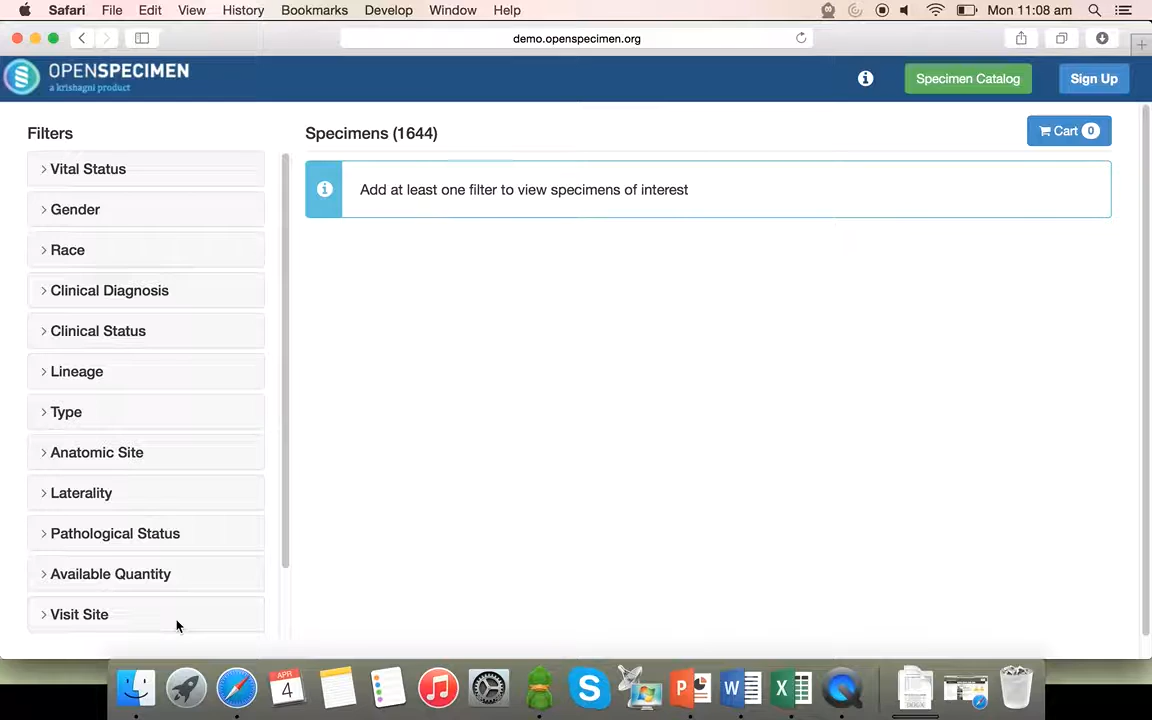 Safari File Edit View History Bookmarks Develop Window Help Mon 11:08 am
demo.openspecimen.org
OPENSPECIMEN
a krishagni product
Specimen Catalog
Sign Up
Filters
Specimens (1644)
Cart 0
Add at least one filter to view specimens of interest
Vital Status
Gender
Race
Clinical Diagnosis
Clinical Status
Lineage
Type
Anatomic Site
Laterality
Pathological Status
Available Quantity
Visit Site
APR
4